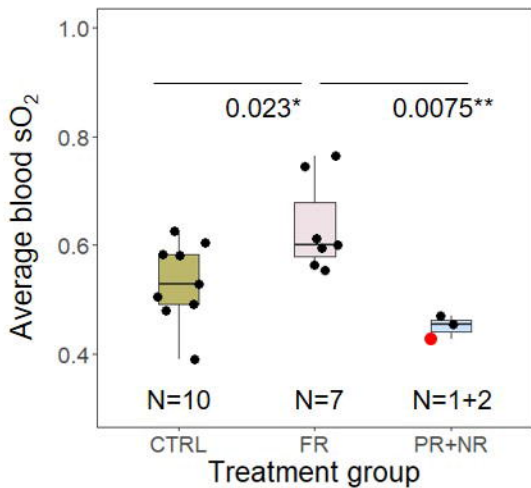 1.0
0.023* 0.0075**
0.8
Average blood sO₂
0.6
0.4
N=10 N=7 N=1+2
CTRL FR PR+NR
Treatment group